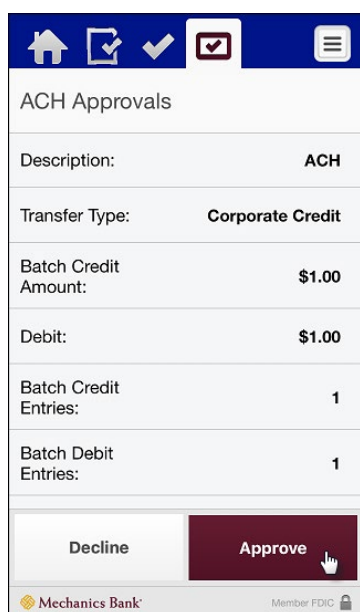 ACH Approvals
Description: ACH
Transfer Type: Corporate Credit
Batch Credit
Amount: $1.00
Debit: $1.00
Batch Credit
Entries: 1
Batch Debit
Entries: 1
Decline Approve
Mechanics Bank® Member FDIC